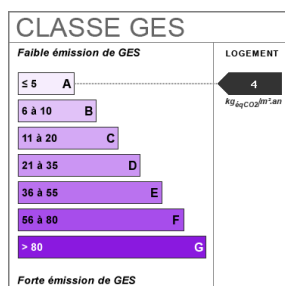 CLASSE GES
Faible émission de GES
LOGEMENT
≤ 5 A
4
kgéqCO2/m².an
6 à 10 B
11 à 20 C
21 à 35 D
36 à 55 E
56 à 80 F
> 80 G
Forte émission de GES